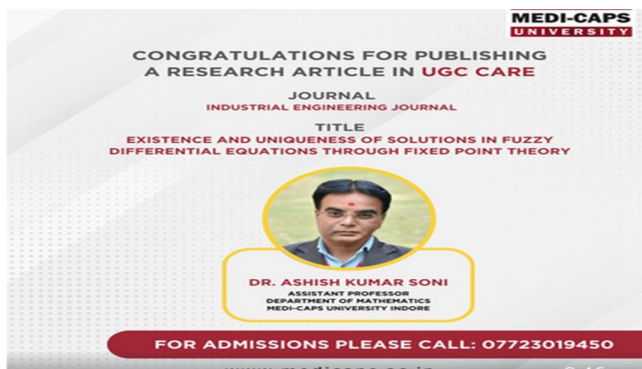 MEDI-CAPS
UNIVERSITY
CONGRATULATIONS FOR PUBLISHING
A RESEARCH ARTICLE IN UGC CARE
JOURNAL
INDUSTRIAL ENGINEERING JOURNAL
TITLE
EXISTENCE AND UNIQUENESS OF SOLUTIONS IN FUZZY
DIFFERENTIAL EQUATIONS THROUGH FIXED POINT THEORY
DR. ASHISH KUMAR SONI
ASSISTANT PROFESSOR
DEPARTMENT OF MATHEMATICS
MEDI-CAPS UNIVERSITY INDORE
FOR ADMISSIONS PLEASE CALL: 07723019450